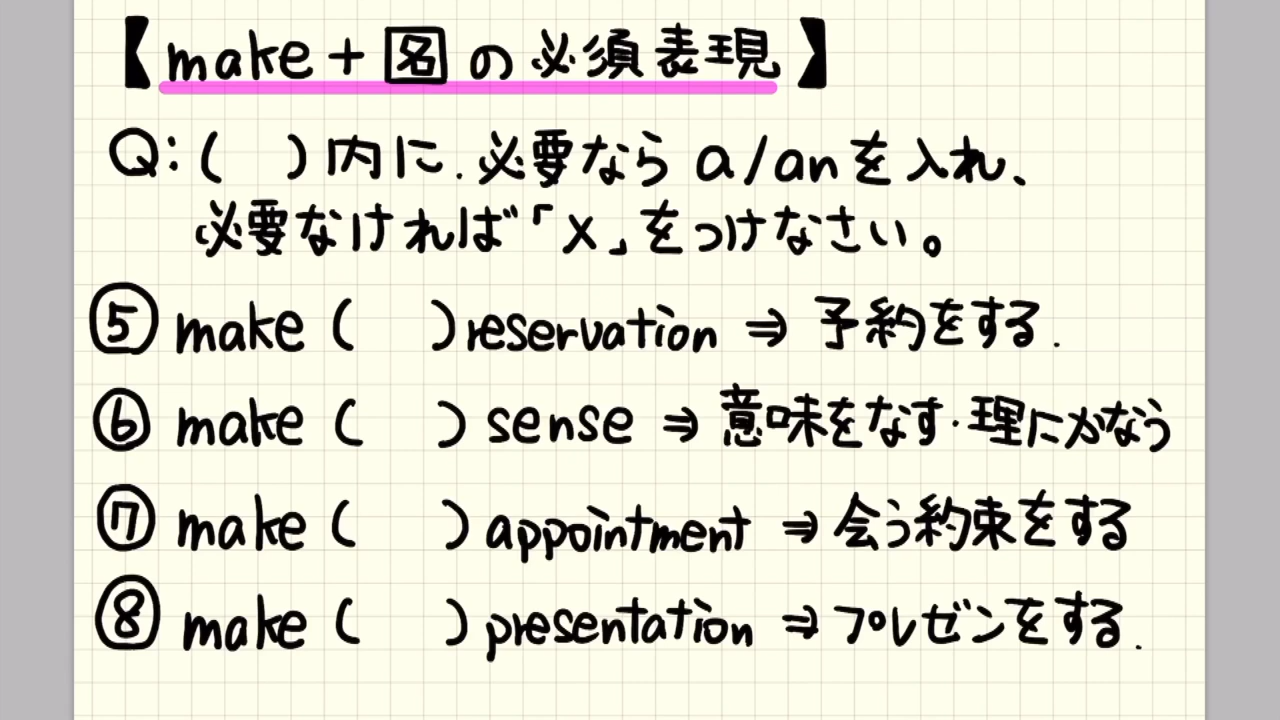 【make+名の必須表現】
Q:(　)内に、必要なら a/an を入れ、
必要なければ「X」をつけなさい。
⑤ make (　) reservation ⇒ 予約をする.
⑥ make (　) sense ⇒ 意味をなす・理にかなう
⑦ make (　) appointment ⇒ 会う約束をする
⑧ make (　) presentation ⇒ プレゼンをする.